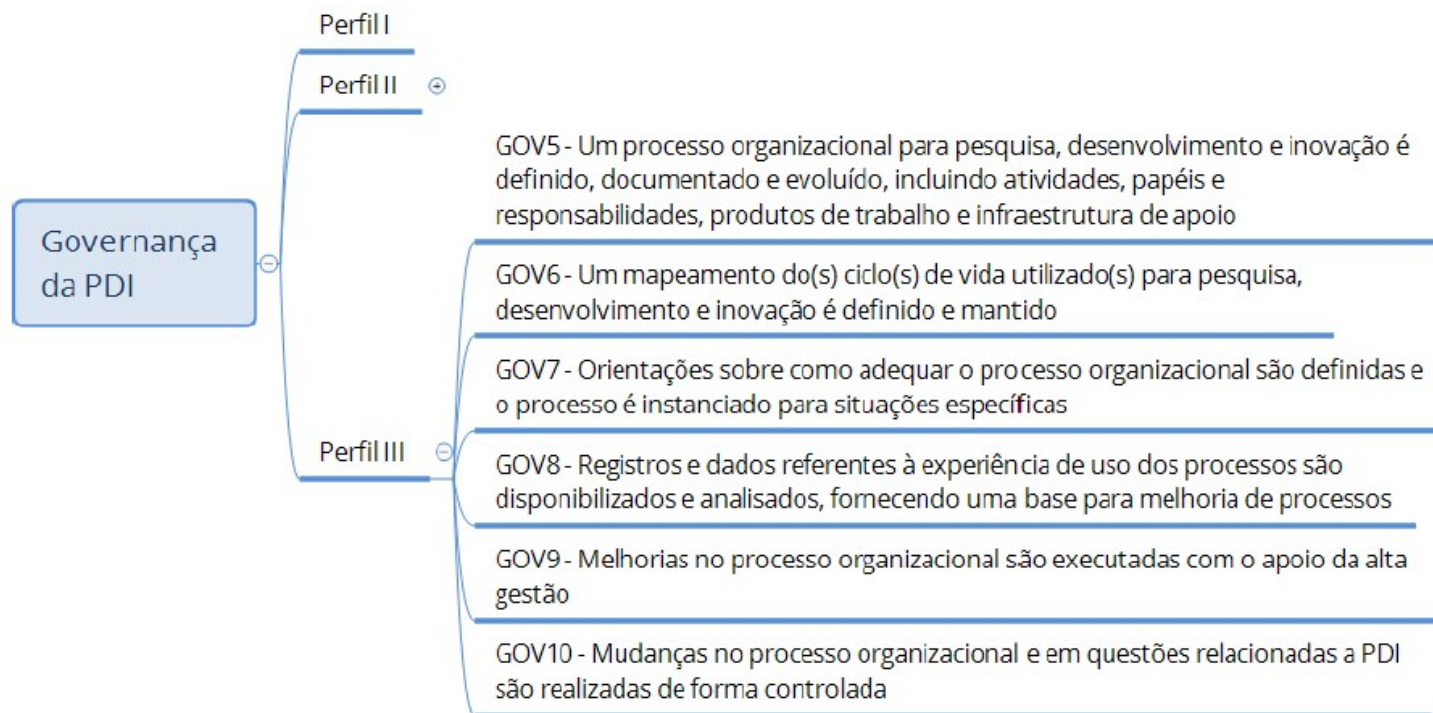 Governança
da PDI
Perfil I
Perfil II
Perfil III
GOV5 - Um processo organizacional para pesquisa, desenvolvimento e inovação é
definido, documentado e evoluído, incluindo atividades, papéis e
responsabilidades, produtos de trabalho e infraestrutura de apoio
GOV6 - Um mapeamento do(s) ciclo(s) de vida utilizado(s) para pesquisa,
desenvolvimento e inovação é definido e mantido
GOV7 - Orientações sobre como adequar o processo organizacional são definidas e
o processo é instanciado para situações específicas
GOV8 - Registros e dados referentes à experiência de uso dos processos são
disponibilizados e analisados, fornecendo uma base para melhoria de processos
GOV9 - Melhorias no processo organizacional são executadas com o apoio da alta
gestão
GOV10 - Mudanças no processo organizacional e em questões relacionadas a PDI
são realizadas de forma controlada